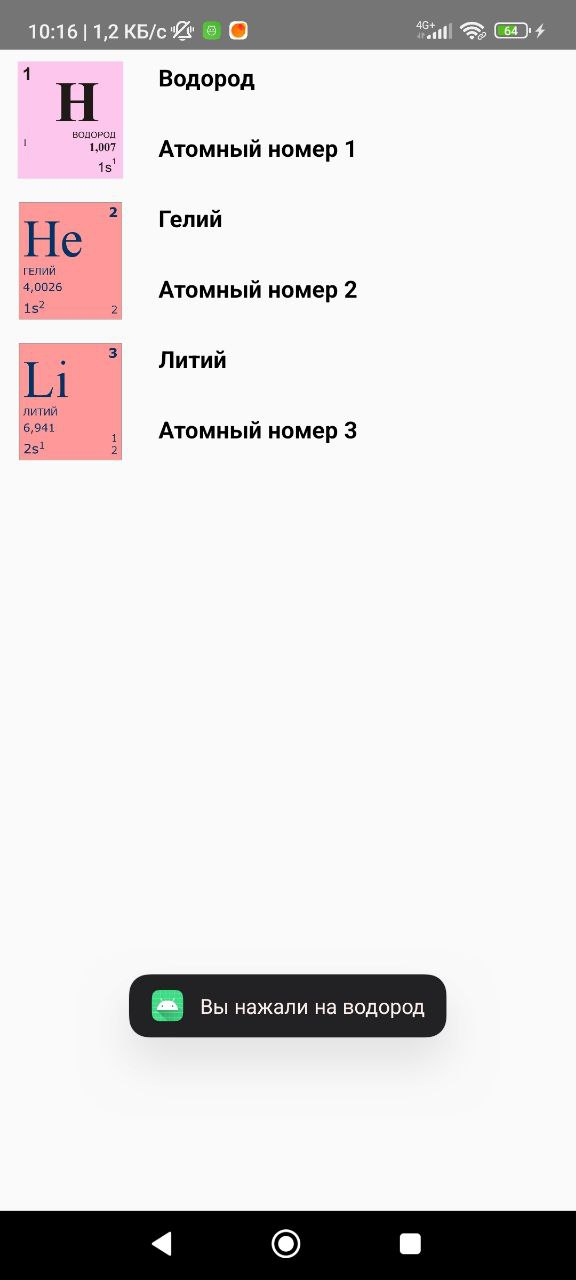 10:16 | 1,2 КБ/с 4G+ 64
1
H
ВОДОРОД
1
1,007
1s¹
Водород
Атомный номер 1
2
He
ГЕЛИЙ
4,0026
1s² 2
Гелий
Атомный номер 2
3
Li
ЛИТИЙ
6,941
1
2s¹ 2
Литий
Атомный номер 3
Вы нажали на водород